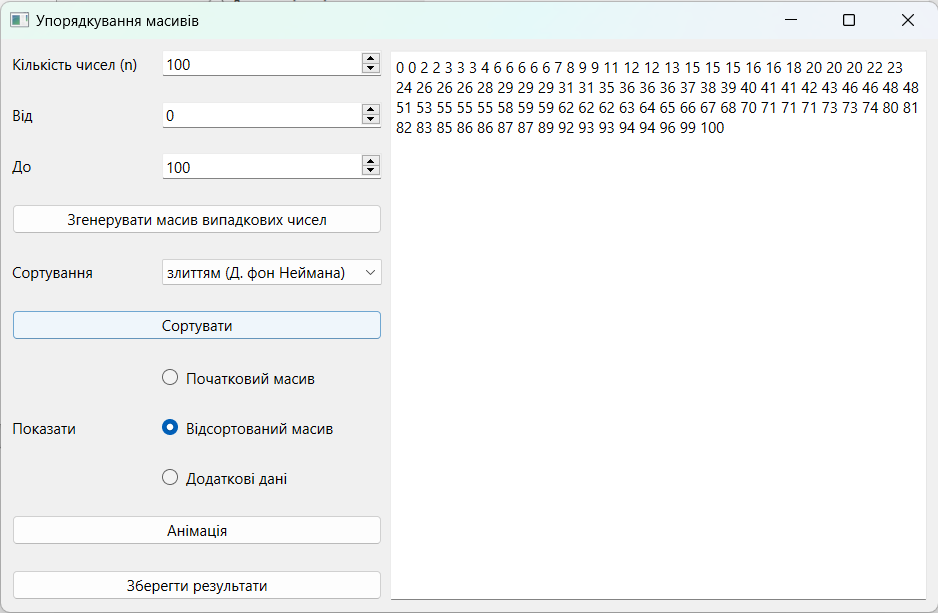 Упорядкування масивів
Кількість чисел (n)
100
Від
0
До
100
Згенерувати масив випадкових чисел
Сортування
злиттям (Д. фон Неймана)
Сортувати
Початковий масив
Показати
Відсортований масив
Додаткові дані
Анімація
Зберегти результати
0 0 2 2 3 3 3 4 6 6 6 6 6 7 8 9 9 11 12 12 13 15 15 15 16 16 18 20 20 20 22 23
24 26 26 26 28 29 29 29 31 31 35 36 36 36 37 38 39 40 41 41 42 43 46 46 48 48
51 53 55 55 55 58 59 59 62 62 62 63 64 65 66 67 68 70 71 71 71 73 73 74 80 81
82 83 85 86 86 87 87 89 92 93 93 94 94 96 99 100